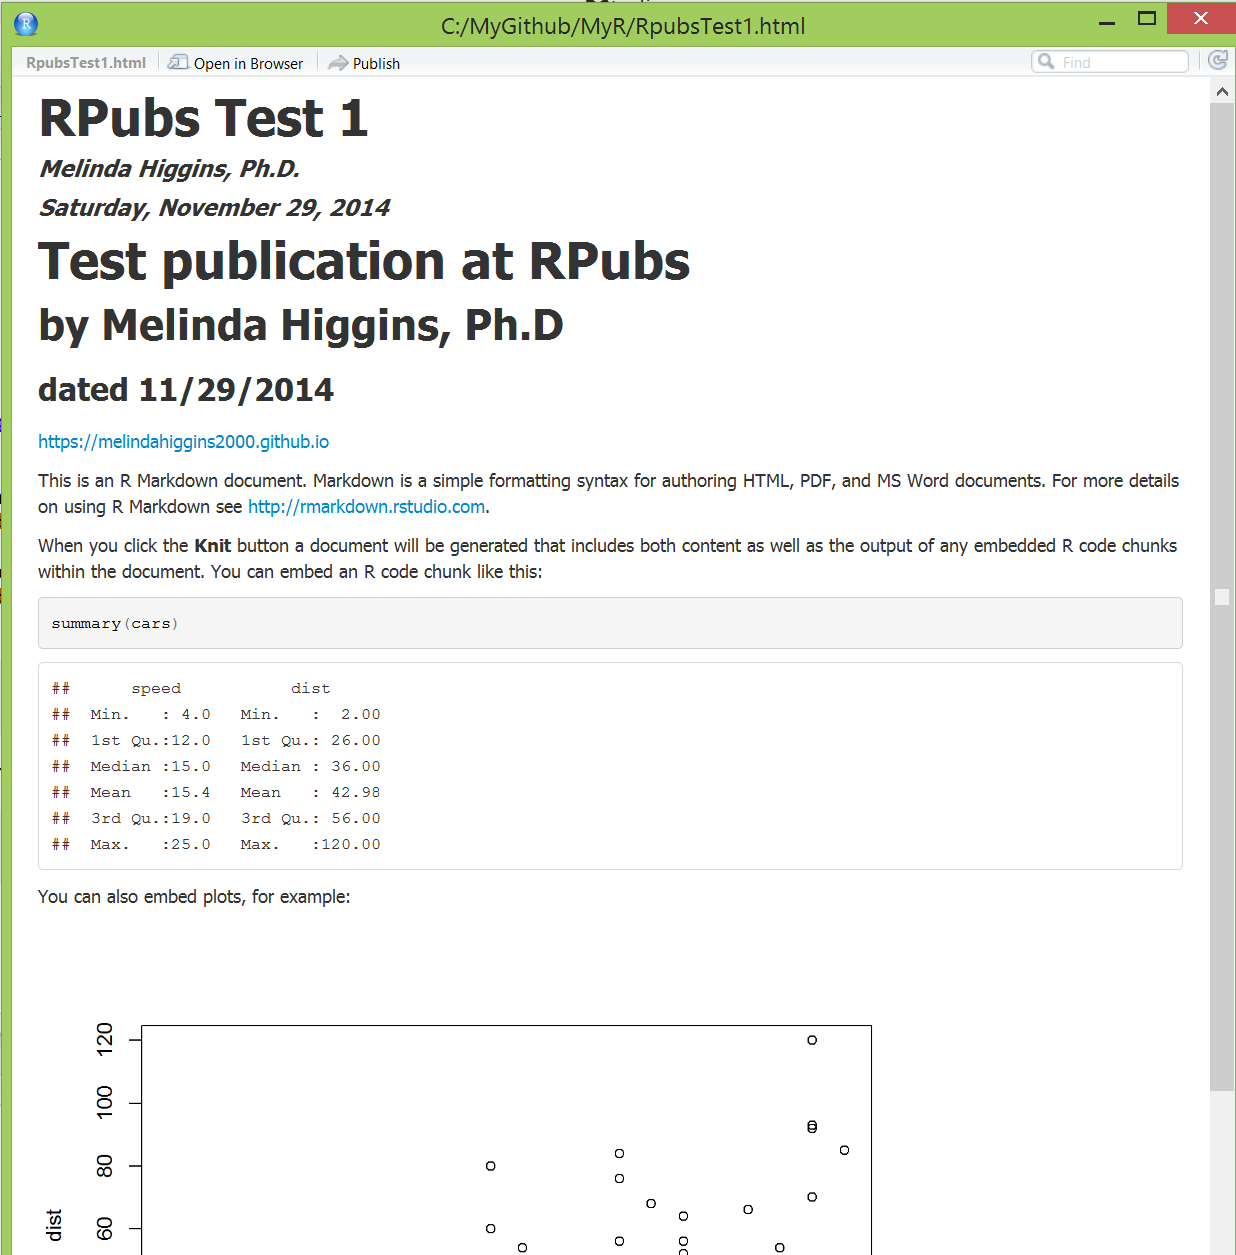 C:/MyGithub/MyR/RpubsTest1.html
RpubsTest1.html Open in Browser Publish Find
RPubs Test 1
Melinda Higgins, Ph.D.
Saturday, November 29, 2014
Test publication at RPubs
by Melinda Higgins, Ph.D
dated 11/29/2014
https://melindahiggins2000.github.io
This is an R Markdown document. Markdown is a simple formatting syntax for authoring HTML, PDF, and MS Word documents. For more details
on using R Markdown see http://rmarkdown.rstudio.com.
When you click the Knit button a document will be generated that includes both content as well as the output of any embedded R code chunks
within the document. You can embed an R code chunk like this:
summary(cars)
##      speed           dist
##  Min.   : 4.0   Min.   :  2.00
##  1st Qu.:12.0   1st Qu.: 26.00
##  Median :15.0   Median : 36.00
##  Mean   :15.4   Mean   : 42.98
##  3rd Qu.:19.0   3rd Qu.: 56.00
##  Max.   :25.0   Max.   :120.00
You can also embed plots, for example:
120
100
80
60
dist